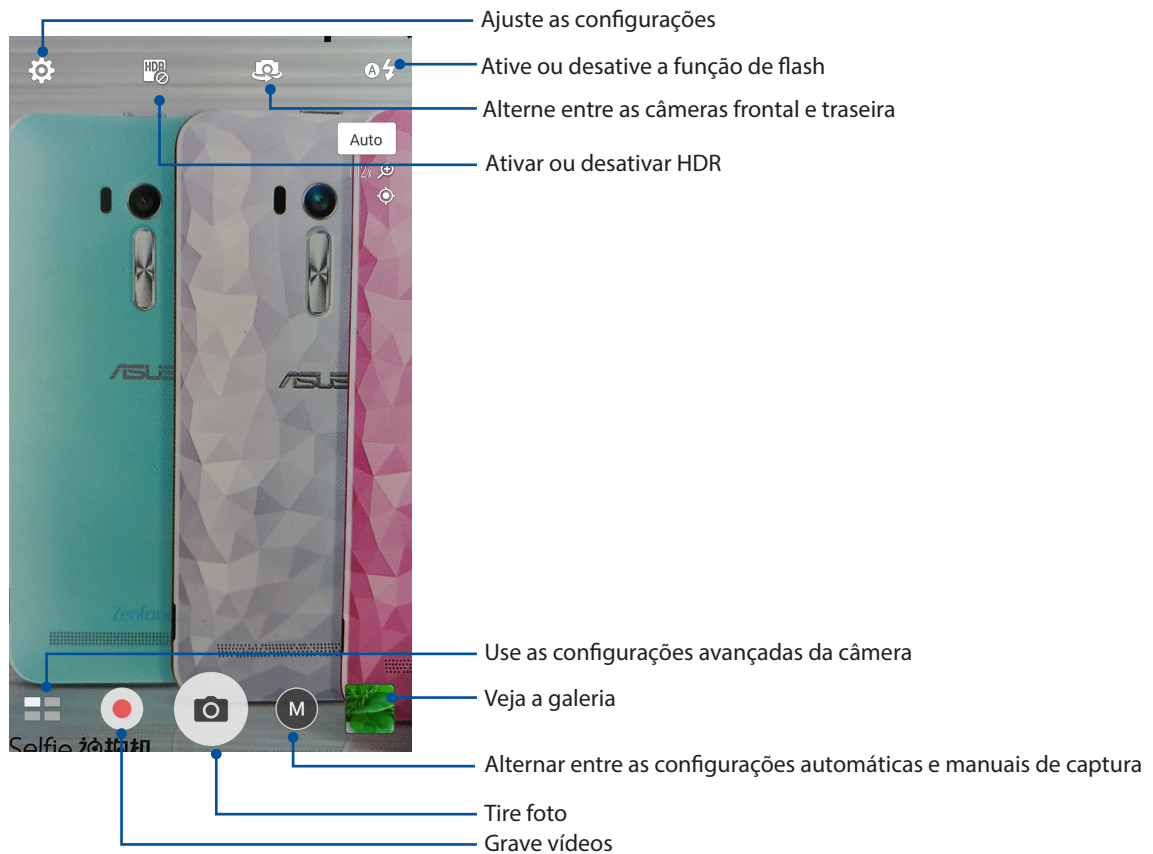 Ajuste as configurações
Ative ou desative a função de flash
HDR
A
Alterne entre as câmeras frontal e traseira
Auto
Ativar ou desativar HDR
2x
ASUS
ASUS
Zenfone
Use as configurações avançadas da câmera
Veja a galeria
M
Selfie
Alternar entre as configurações automáticas e manuais de captura
Tire foto
Grave vídeos